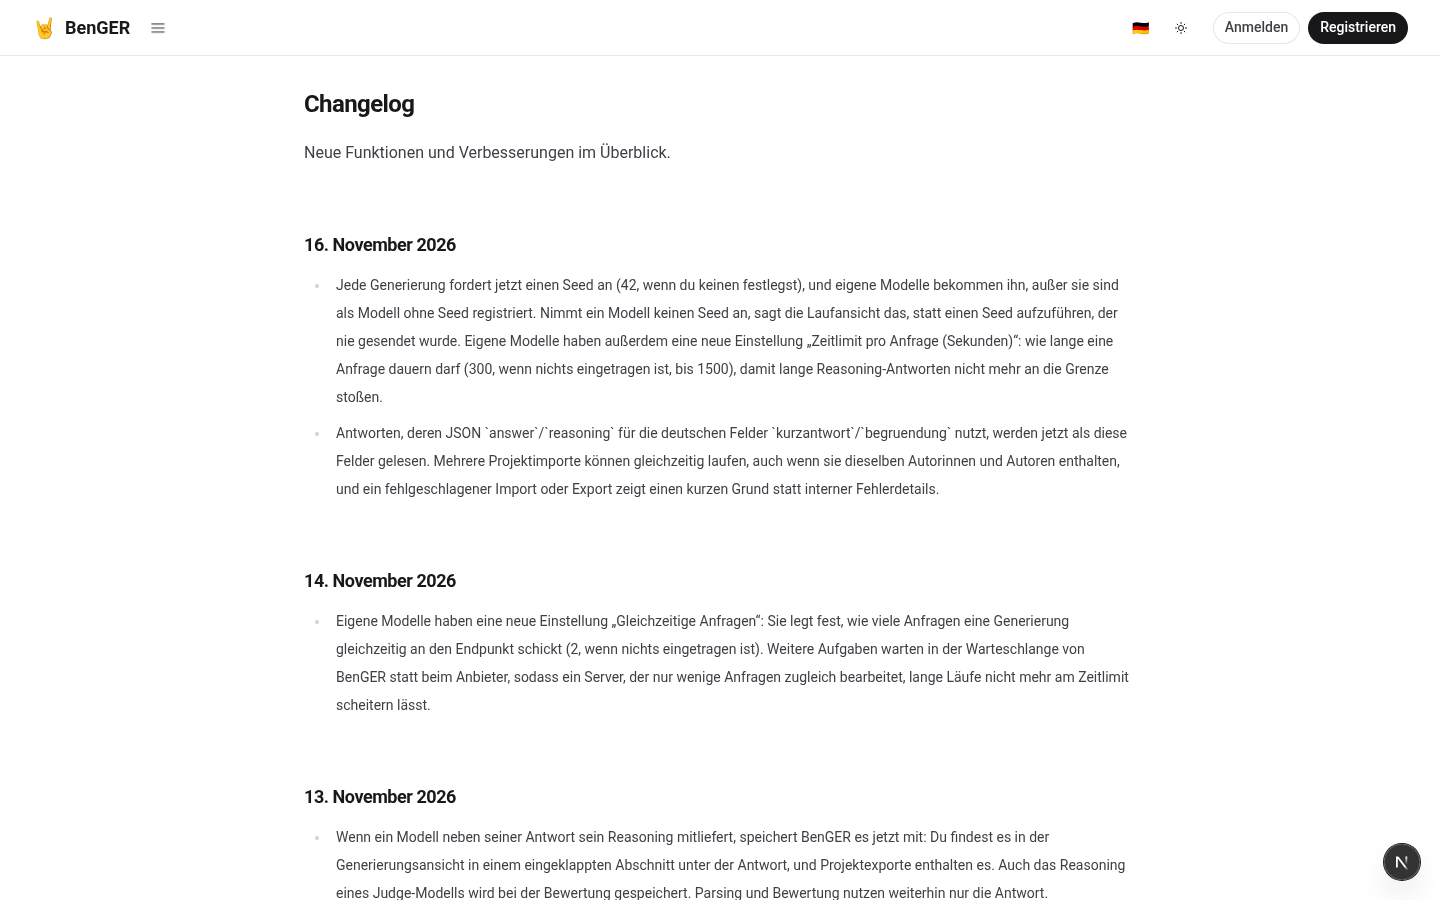 🤘 BenGER
Anmelden
Registrieren
Changelog
Neue Funktionen und Verbesserungen im Überblick.
16. November 2026
Jede Generierung fordert jetzt einen Seed an (42, wenn du keinen festlegst), und eigene Modelle bekommen ihn, außer sie sind
als Modell ohne Seed registriert. Nimmt ein Modell keinen Seed an, sagt die Laufansicht das, statt einen Seed aufzuführen, der
nie gesendet wurde. Eigene Modelle haben außerdem eine neue Einstellung „Zeitlimit pro Anfrage (Sekunden)“: wie lange eine
Anfrage dauern darf (300, wenn nichts eingetragen ist, bis 1500), damit lange Reasoning-Antworten nicht mehr an die Grenze
stoßen.
Antworten, deren JSON `answer`/`reasoning` für die deutschen Felder `kurzantwort`/`begruendung` nutzt, werden jetzt als diese
Felder gelesen. Mehrere Projektimporte können gleichzeitig laufen, auch wenn sie dieselben Autorinnen und Autoren enthalten,
und ein fehlgeschlagener Import oder Export zeigt einen kurzen Grund statt interner Fehlerdetails.
14. November 2026
Eigene Modelle haben eine neue Einstellung „Gleichzeitige Anfragen“: Sie legt fest, wie viele Anfragen eine Generierung
gleichzeitig an den Endpunkt schickt (2, wenn nichts eingetragen ist). Weitere Aufgaben warten in der Warteschlange von
BenGER statt beim Anbieter, sodass ein Server, der nur wenige Anfragen zugleich bearbeitet, lange Läufe nicht mehr am Zeitlimit
scheitern lässt.
13. November 2026
Wenn ein Modell neben seiner Antwort sein Reasoning mitliefert, speichert BenGER es jetzt mit: Du findest es in der
Generierungsansicht in einem eingeklappten Abschnitt unter der Antwort, und Projektexporte enthalten es. Auch das Reasoning
eines Judge-Modells wird bei der Bewertung gespeichert. Parsing und Bewertung nutzen weiterhin nur die Antwort.